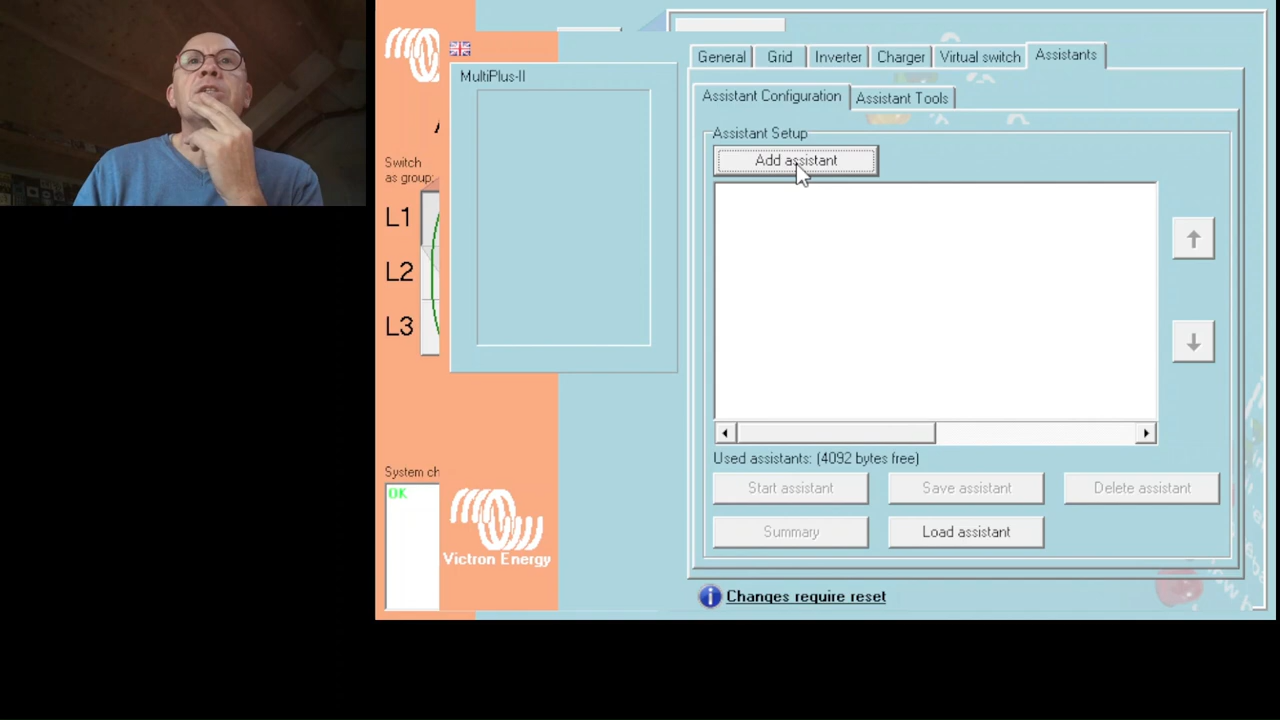 MultiPlus-II
General
Grid
Inverter
Charger
Virtual switch
Assistants
Assistant Configuration
Assistant Tools
Assistant Setup
Add assistant
Switch
as group:
L1
L2
L3
Used assistants: (4092 bytes free)
Start assistant
Save assistant
Delete assistant
Summary
Load assistant
System ch
OK
Victron Energy
Changes require reset